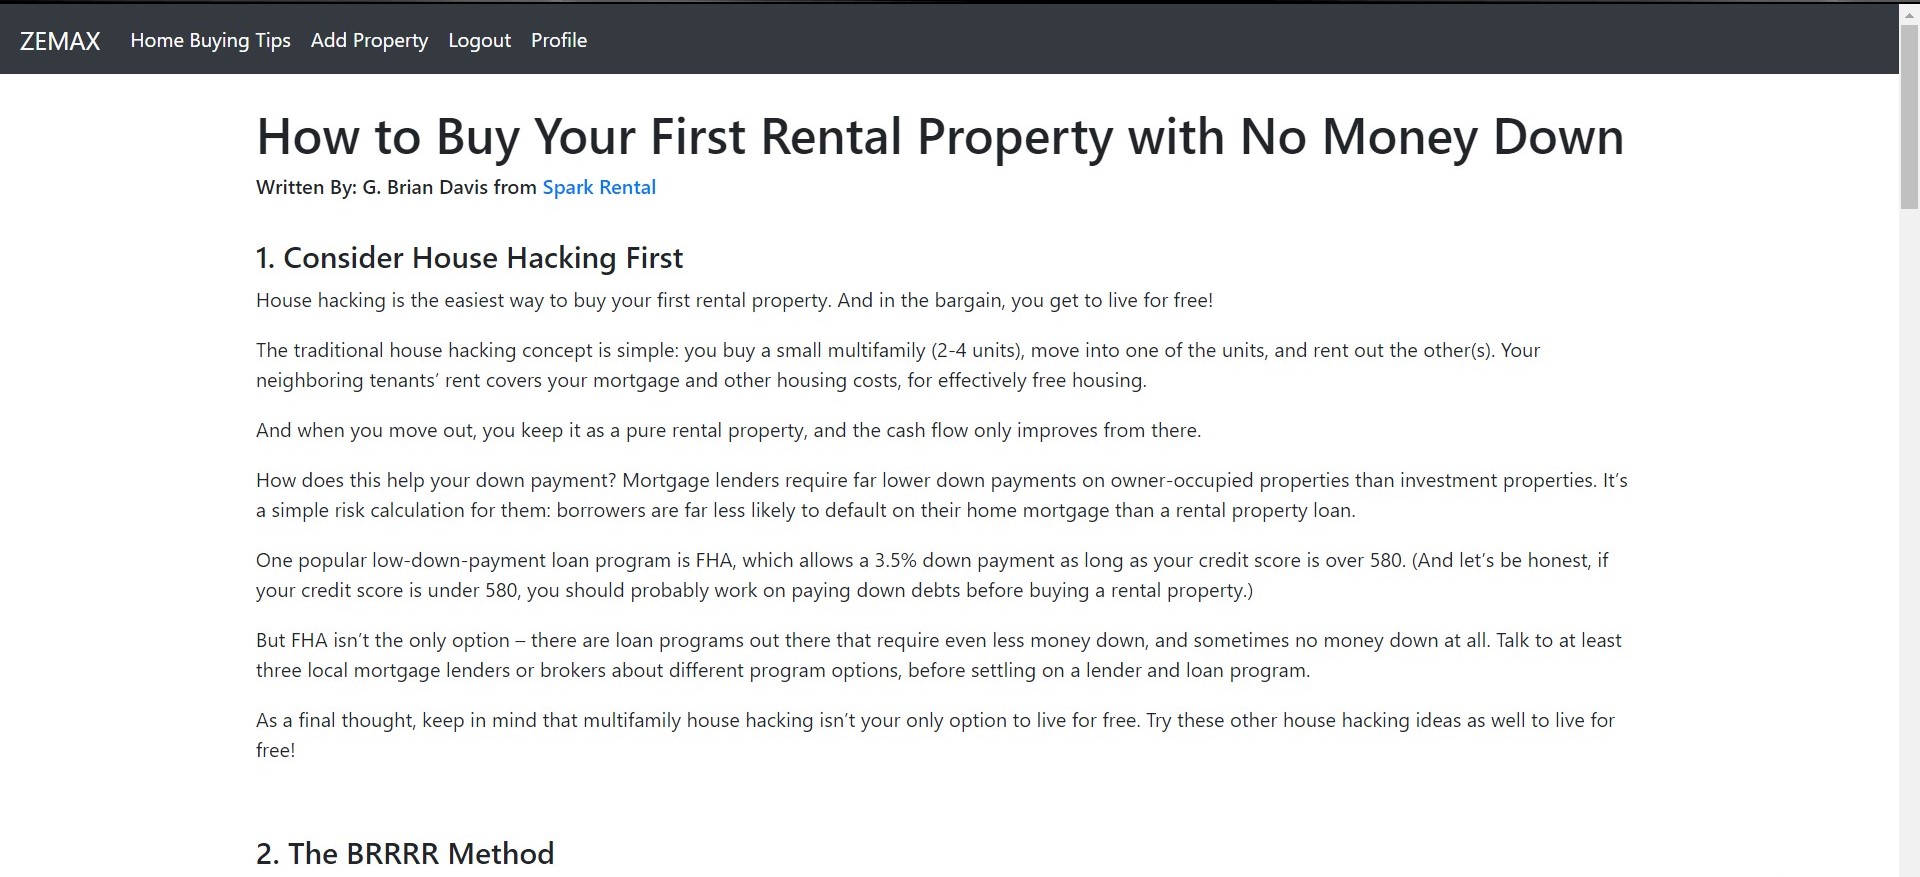 ZEMAX Home Buying Tips Add Property Logout Profile
How to Buy Your First Rental Property with No Money Down
Written By: G. Brian Davis from Spark Rental
1. Consider House Hacking First
House hacking is the easiest way to buy your first rental property. And in the bargain, you get to live for free!
The traditional house hacking concept is simple: you buy a small multifamily (2-4 units), move into one of the units, and rent out the other(s). Your
neighboring tenants’ rent covers your mortgage and other housing costs, for effectively free housing.
And when you move out, you keep it as a pure rental property, and the cash flow only improves from there.
How does this help your down payment? Mortgage lenders require far lower down payments on owner-occupied properties than investment properties. It’s
a simple risk calculation for them: borrowers are far less likely to default on their home mortgage than a rental property loan.
One popular low-down-payment loan program is FHA, which allows a 3.5% down payment as long as your credit score is over 580. (And let’s be honest, if
your credit score is under 580, you should probably work on paying down debts before buying a rental property.)
But FHA isn’t the only option – there are loan programs out there that require even less money down, and sometimes no money down at all. Talk to at least
three local mortgage lenders or brokers about different program options, before settling on a lender and loan program.
As a final thought, keep in mind that multifamily house hacking isn’t your only option to live for free. Try these other house hacking ideas as well to live for
free!
2. The BRRRR Method